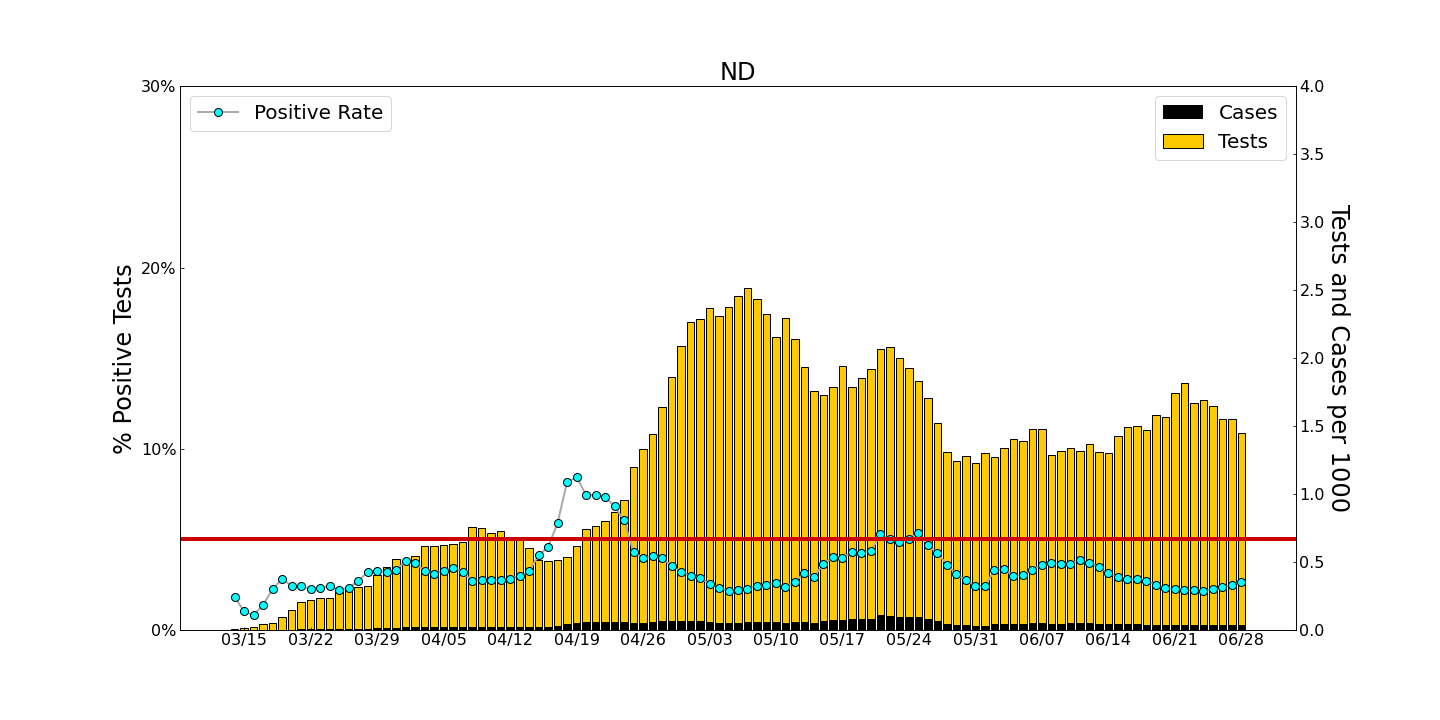 ND
30%
20%
10%
0%
% Positive Tests
Positive Rate
Cases
Tests
4.0
3.5
3.0
2.5
2.0
1.5
1.0
0.5
0.0
Tests and Cases per 1000
03/15 03/22 03/29 04/05 04/12 04/19 04/26 05/03 05/10 05/17 05/24 05/31 06/07 06/14 06/21 06/28